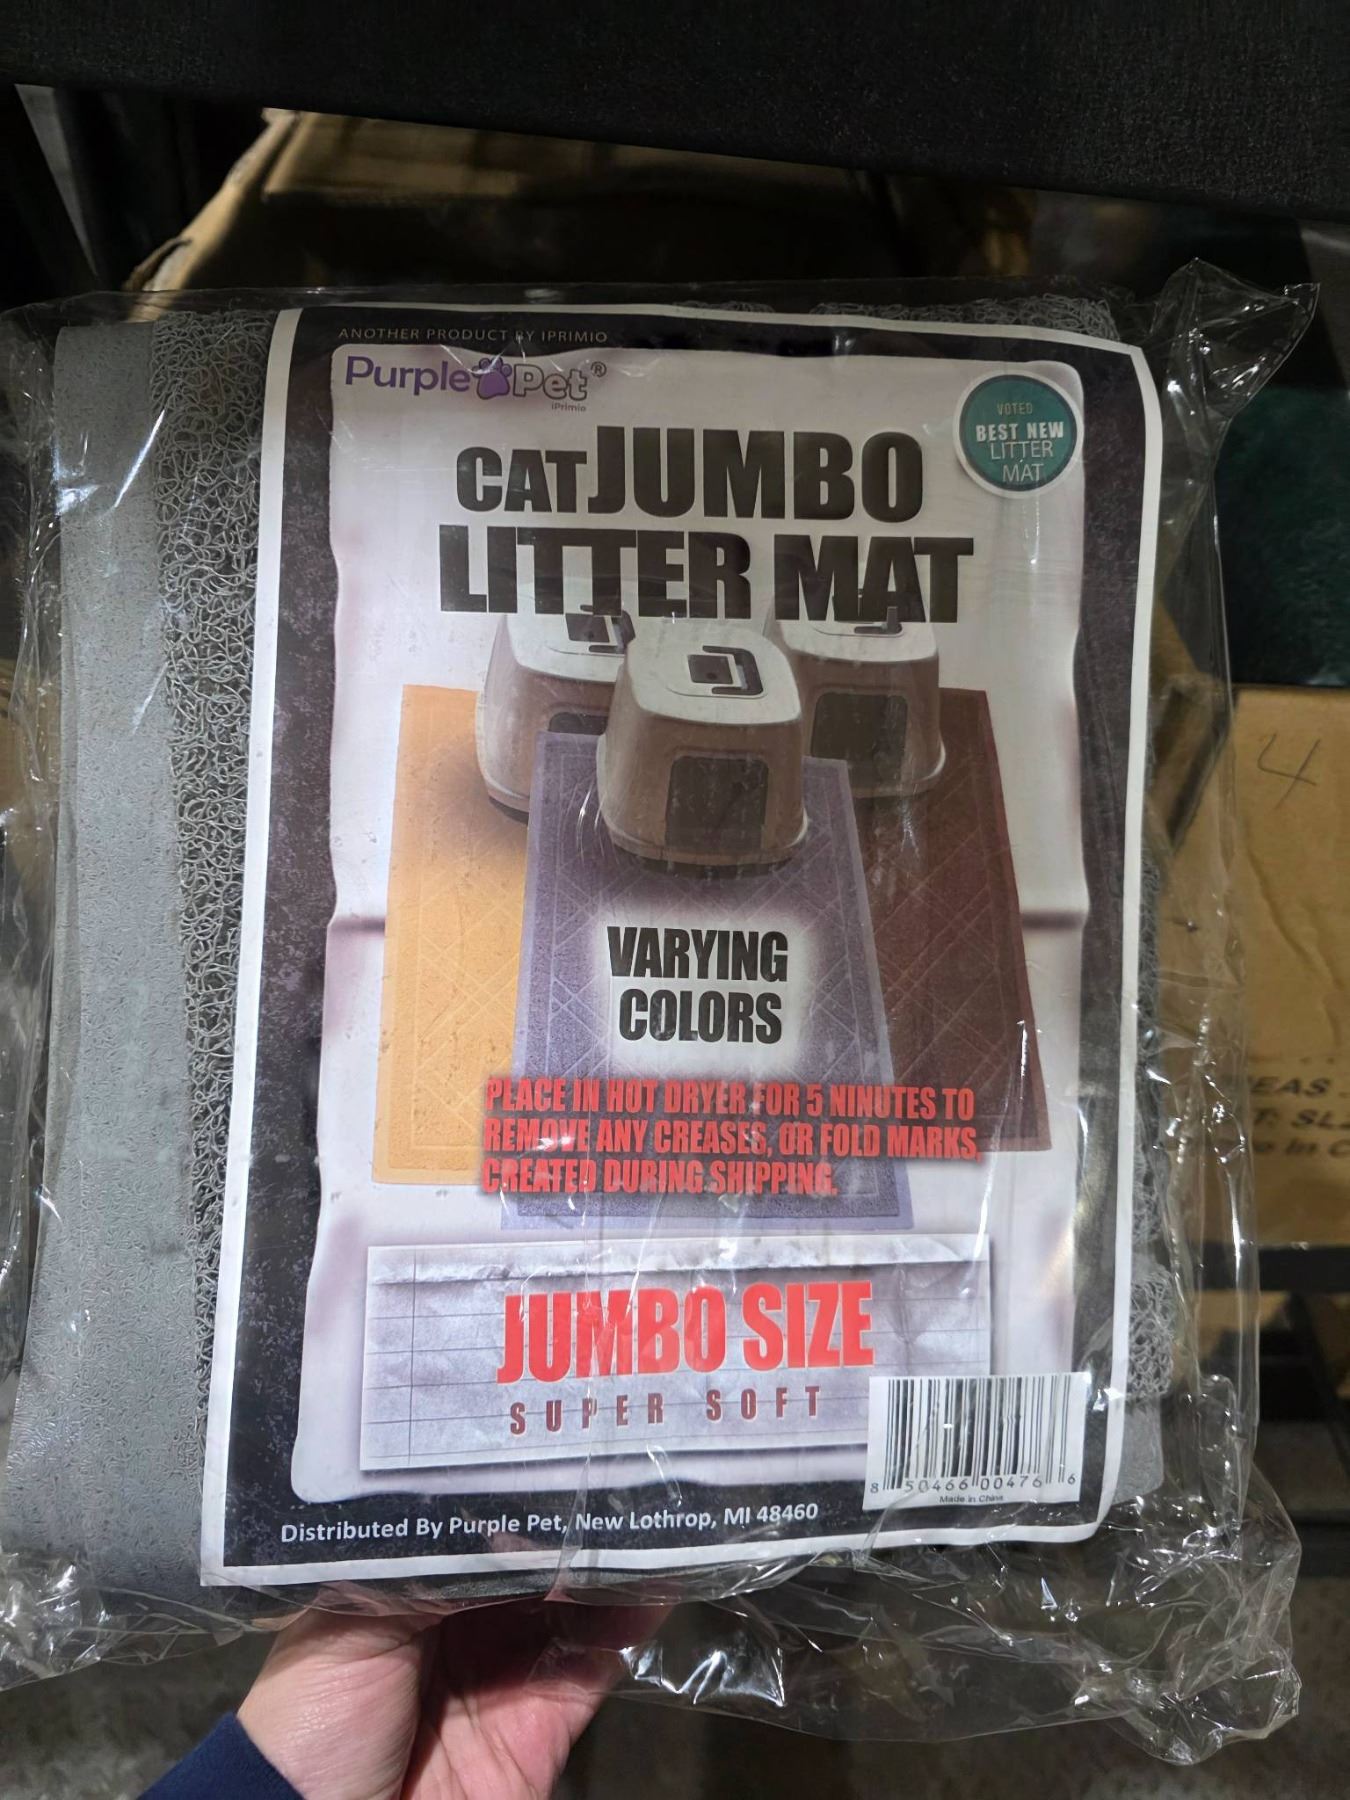 ANOTHER PRODUCT BY IPRIMIO
Purple Pet®
iPrimio
VOTED
BEST NEW
LITTER
MAT
CAT JUMBO
LITTER MAT
VARYING
COLORS
PLACE IN HOT DRYER FOR 5 NINUTES TO
REMOVE ANY CREASES, OR FOLD MARKS,
CREATED DURING SHIPPING.
JUMBO SIZE
SUPER SOFT
8 50466 00476 6
Made in China
Distributed By Purple Pet, New Lothrop, MI 48460
4